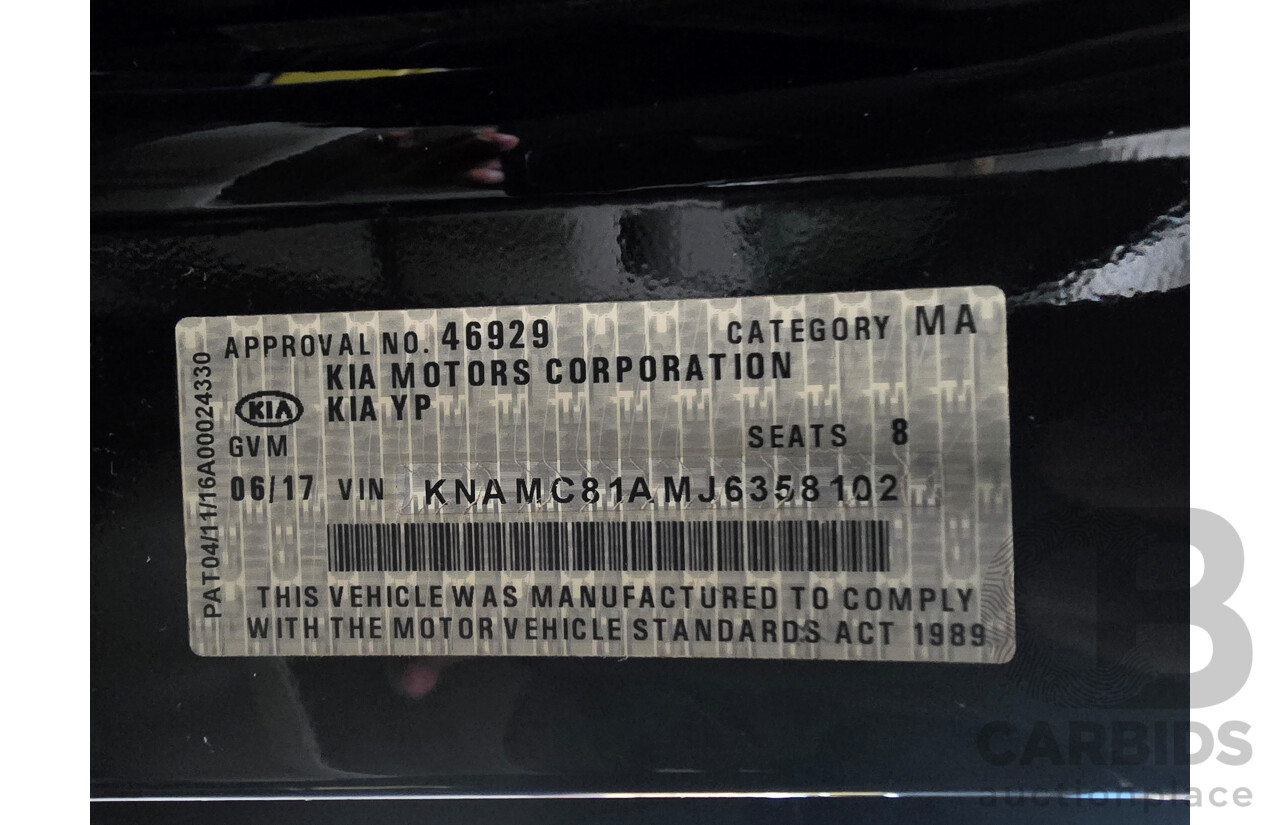 APPROVAL NO. 46929 CATEGORY MA
KIA MOTORS CORPORATION
KIA KIA YP
GVM SEATS 8
06/17 VIN KNAMC81AMJ6358102
THIS VEHICLE WAS MANUFACTURED TO COMPLY
WITH THE MOTOR VEHICLE STANDARDS ACT 1989
PAT04/11/16A00024330
CB
CARBIDS
auctionplace